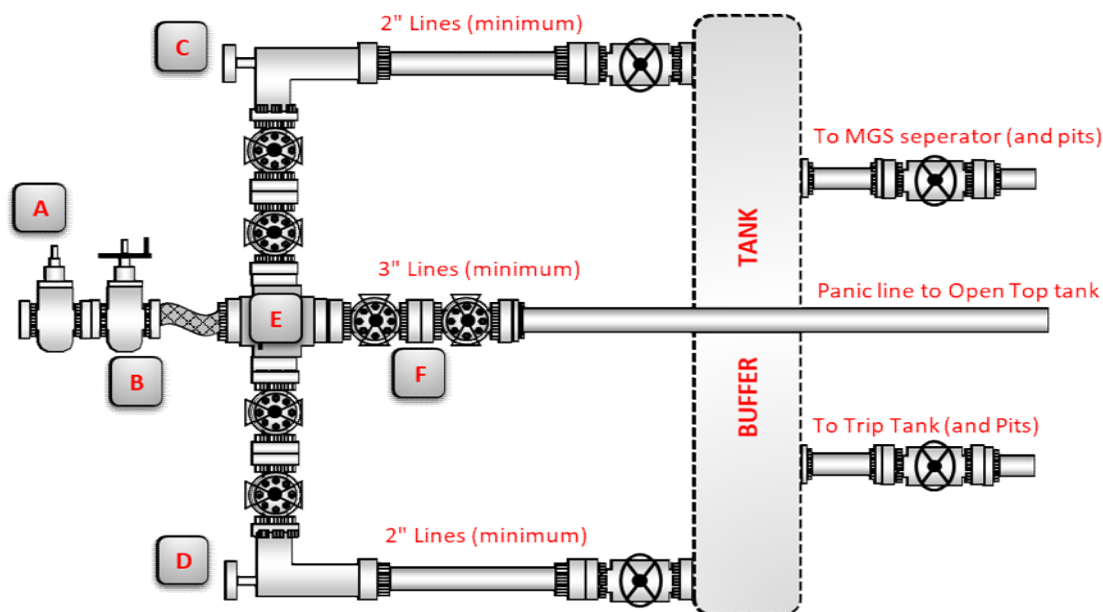 C
2" Lines (minimum)
To MGS seperator (and pits)
A
TANK
3" Lines (minimum)
Panic line to Open Top tank
E
B
F
BUFFER
To Trip Tank (and Pits)
2" Lines (minimum)
D